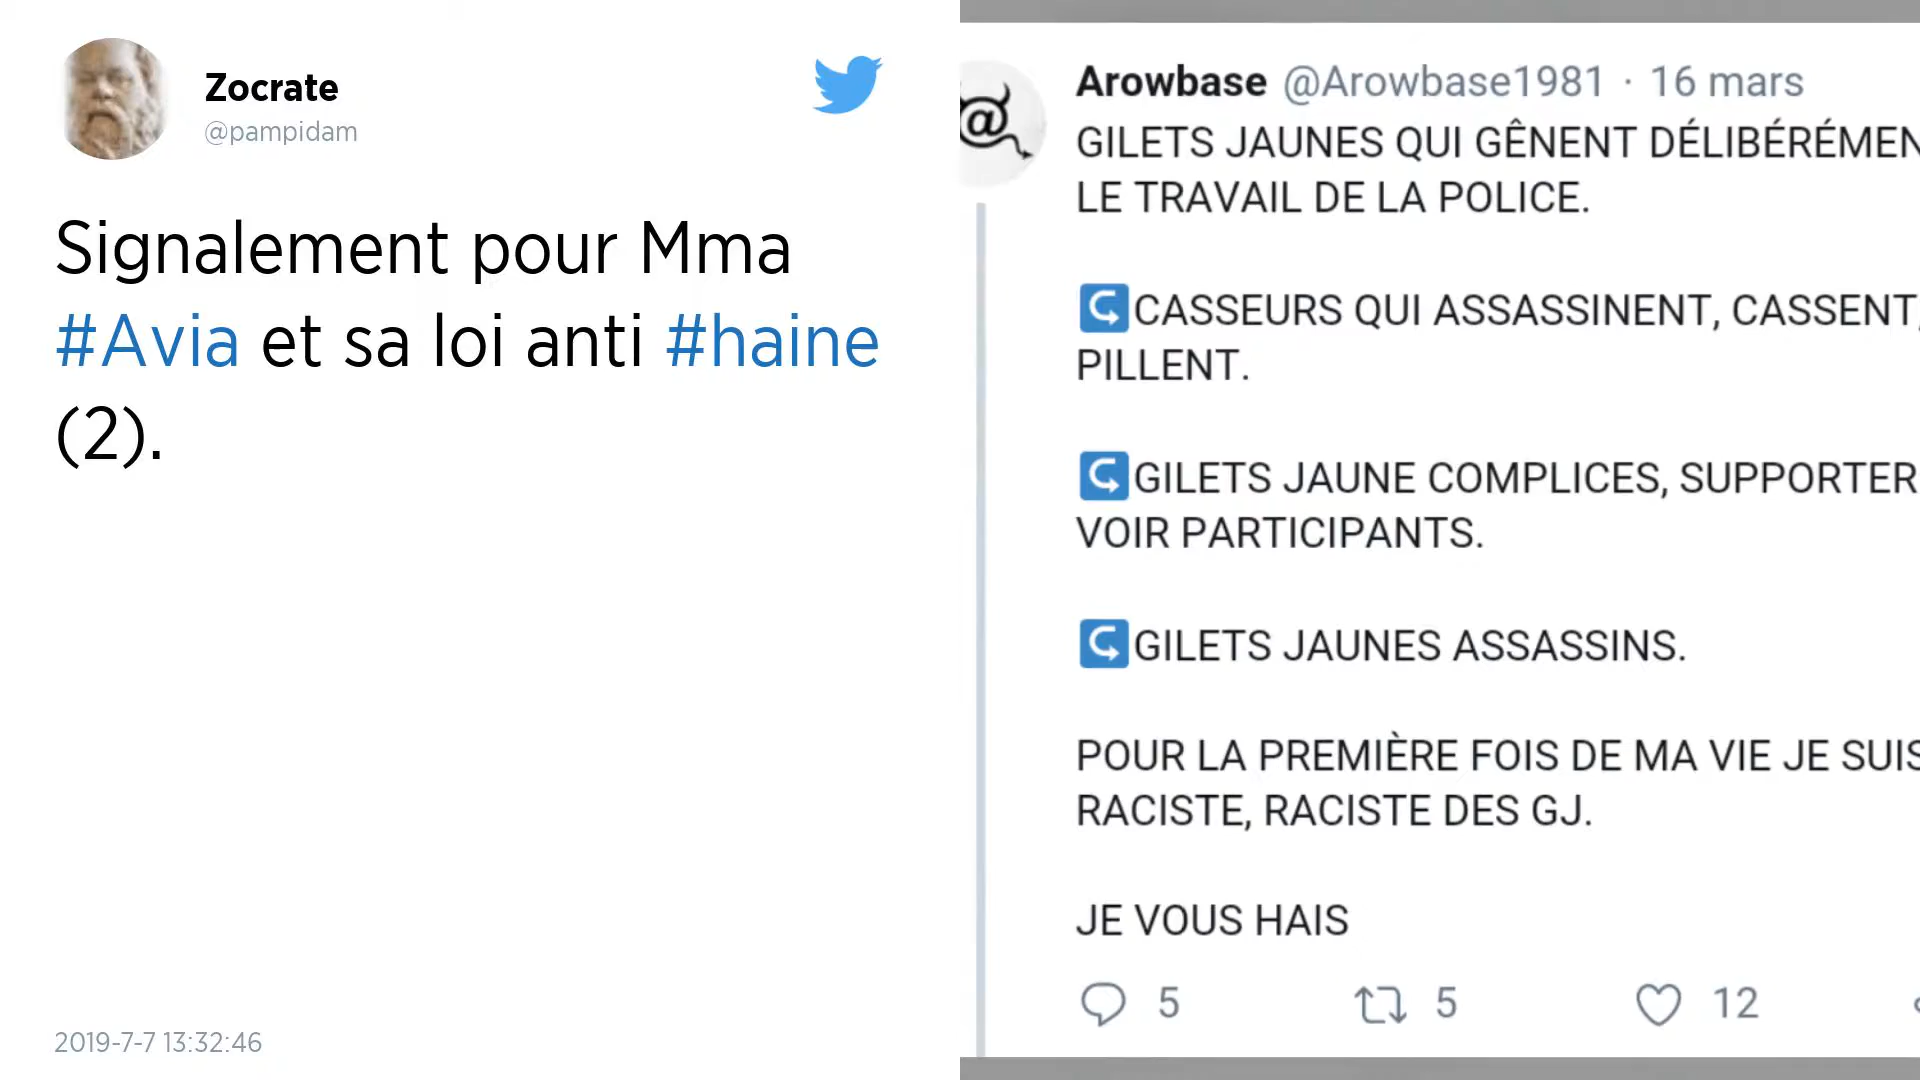 Zocrate
@pampidam
Signalement pour Mma
#Avia et sa loi anti #haine
(2).
2019-7-7 13:32:46
Arowbase @Arowbase1981 · 16 mars
GILETS JAUNES QUI GÊNENT DÉLIBÉRÉMEN
LE TRAVAIL DE LA POLICE.
CASSEURS QUI ASSASSINENT, CASSENT,
PILLENT.
GILETS JAUNE COMPLICES, SUPPORTER
VOIR PARTICIPANTS.
GILETS JAUNES ASSASSINS.
POUR LA PREMIÈRE FOIS DE MA VIE JE SUIS
RACISTE, RACISTE DES GJ.
JE VOUS HAIS
5 5 12